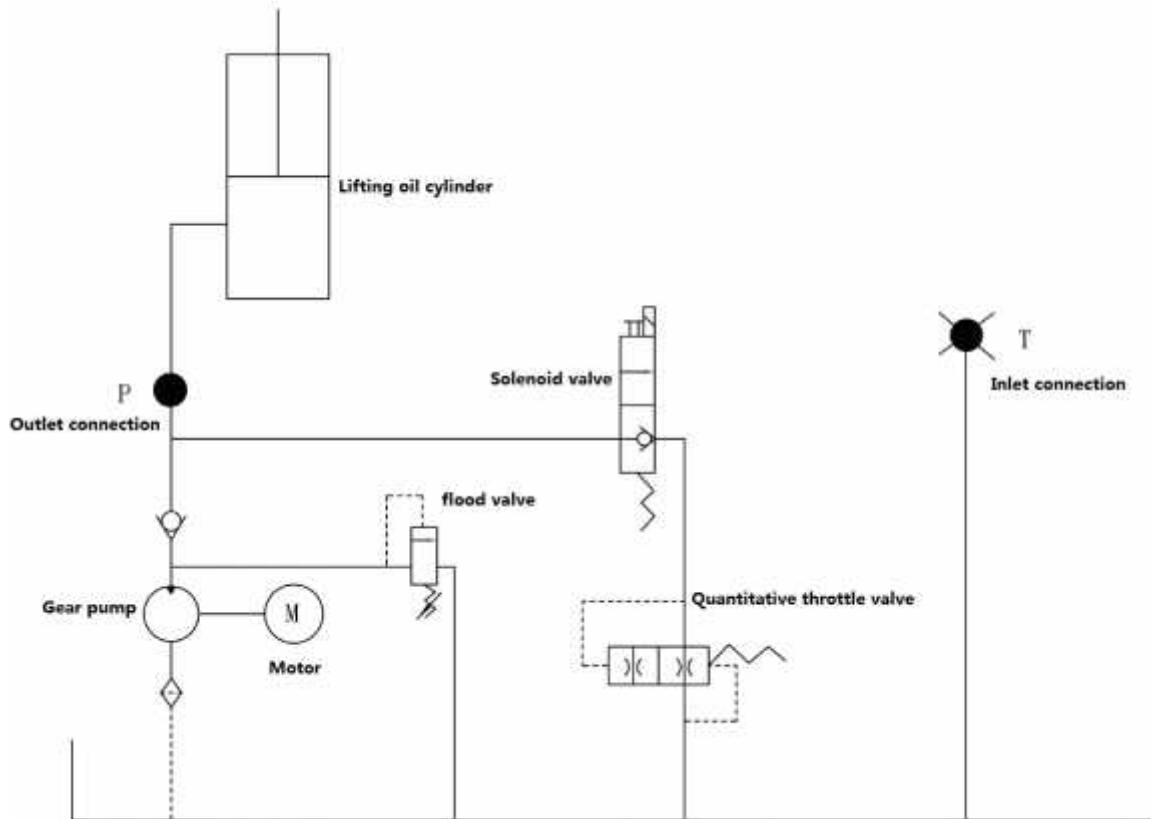 Lifting oil cylinder
Solenoid valve
T
Inlet connection
P
Outlet connection
flood valve
Gear pump
M
Motor
Quantitative throttle valve